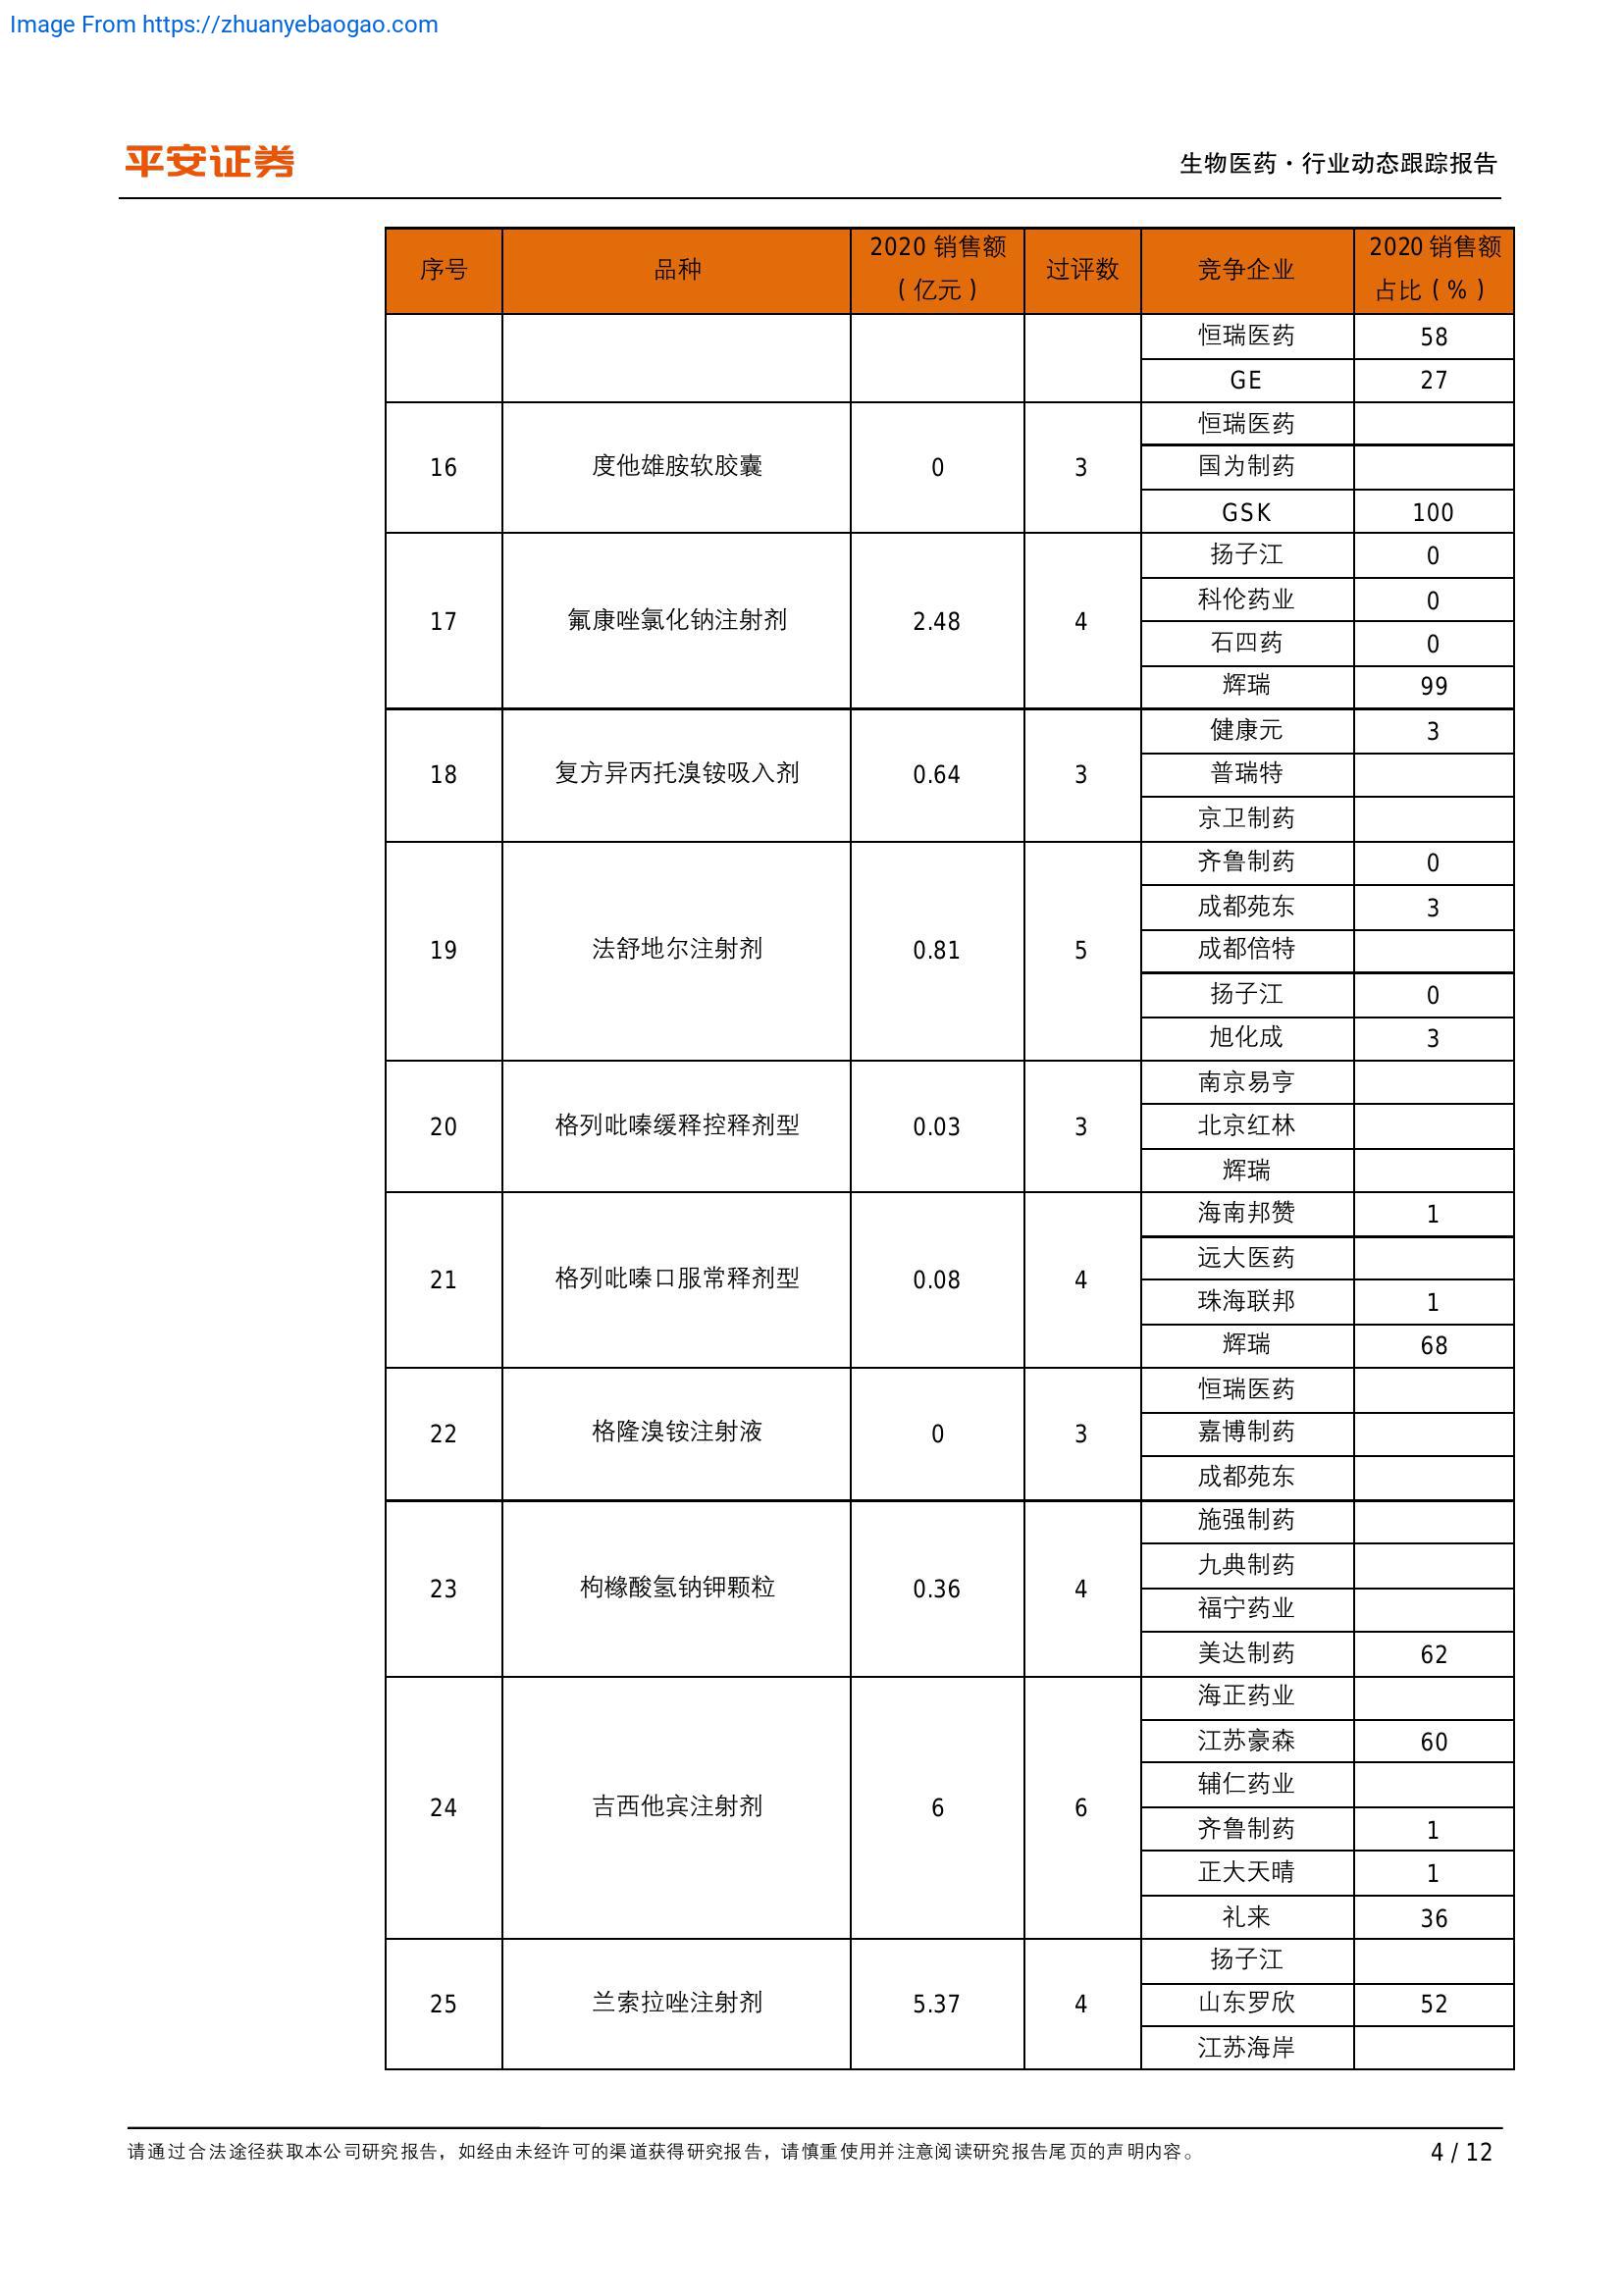 Image From https://zhuanyebaogao.com
平安证券
生物医药·行业动态跟踪报告
序号 品种 2020 销售额（亿元） 过评数 竞争企业 2020 销售额占比（%）
恒瑞医药 58
GE 27
16 度他雄胺软胶囊 0 3 恒瑞医药
国为制药
GSK 100
17 氟康唑氯化钠注射剂 2.48 4 扬子江 0
科伦药业 0
石四药 0
辉瑞 99
18 复方异丙托溴铵吸入剂 0.64 3 健康元 3
普瑞特
京卫制药
19 法舒地尔注射剂 0.81 5 齐鲁制药 0
成都苑东 3
成都倍特
扬子江 0
旭化成 3
20 格列吡嗪缓释控释剂型 0.03 3 南京易亨
北京红林
辉瑞
21 格列吡嗪口服常释剂型 0.08 4 海南邦赞 1
远大医药
珠海联邦 1
辉瑞 68
22 格隆溴铵注射液 0 3 恒瑞医药
嘉博制药
成都苑东
23 枸橼酸氢钠钾颗粒 0.36 4 施强制药
九典制药
福宁药业
美达制药 62
24 吉西他宾注射剂 6 6 海正药业
江苏豪森 60
辅仁药业
齐鲁制药 1
正大天晴 1
礼来 36
25 兰索拉唑注射剂 5.37 4 扬子江
山东罗欣 52
江苏海岸
请通过合法途径获取本公司研究报告，如经由未经许可的渠道获得研究报告，请慎重使用并注意阅读研究报告尾页的声明内容。
4 / 12